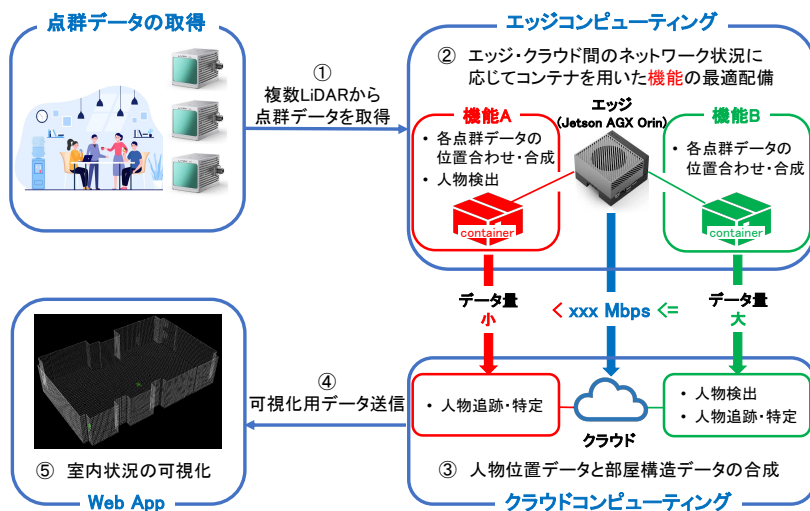 点群データの取得
①
複数LiDARから
点群データを取得
エッジコンピューティング
② エッジ・クラウド間のネットワーク状況に
応じてコンテナを用いた機能の最適配備
機能A
・各点群データの
位置合わせ・合成
・人物検出
container
エッジ
(Jetson AGX Orin)
機能B
・各点群データの
位置合わせ・合成
container
データ量
小
< xxx Mbps <=
データ量
大
・人物追跡・特定
クラウド
・人物検出
・人物追跡・特定
③ 人物位置データと部屋構造データの合成
クラウドコンピューティング
④
可視化用データ送信
⑤ 室内状況の可視化
Web App